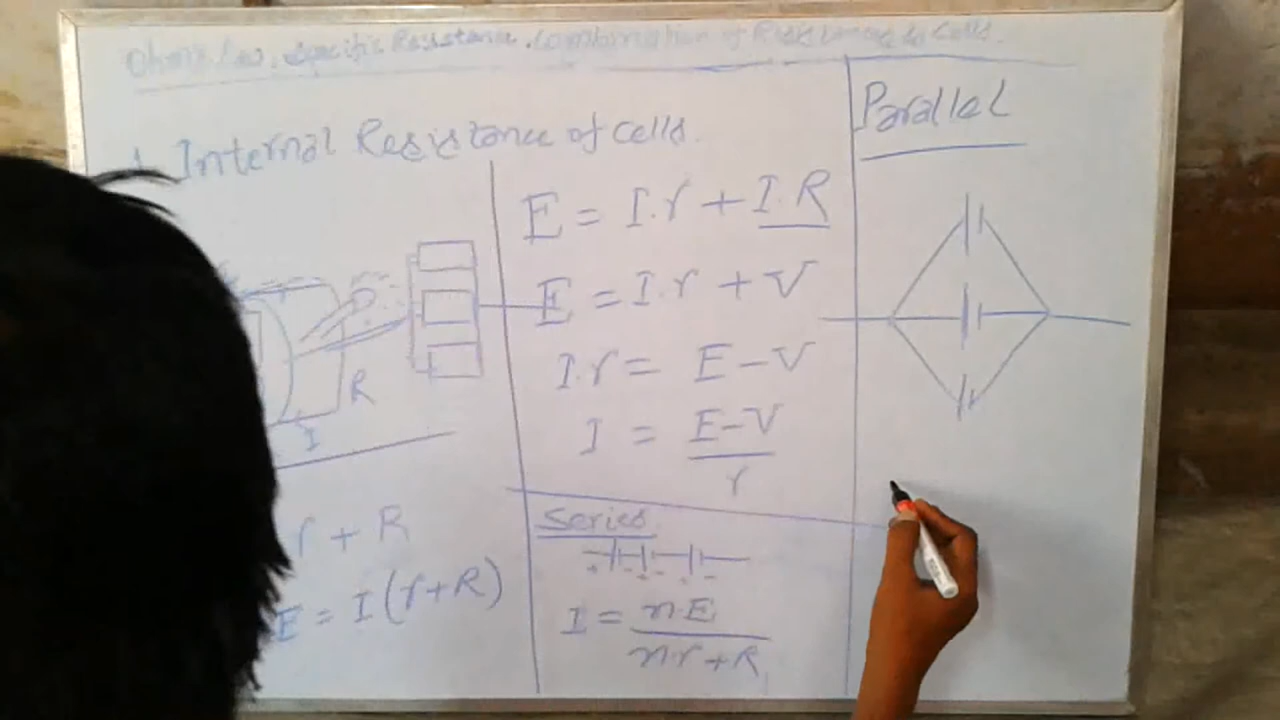 Ohm's law, Specific Resistance, Combination of Resistance & Cells.
Internal Resistance of cells.
R
I
r + R
E = I(r+R)
E = I.r + I.R
E = I.r + V
I.r = E - V
I = E-V
r
Series
I = n.E
n.r + R
Parallel